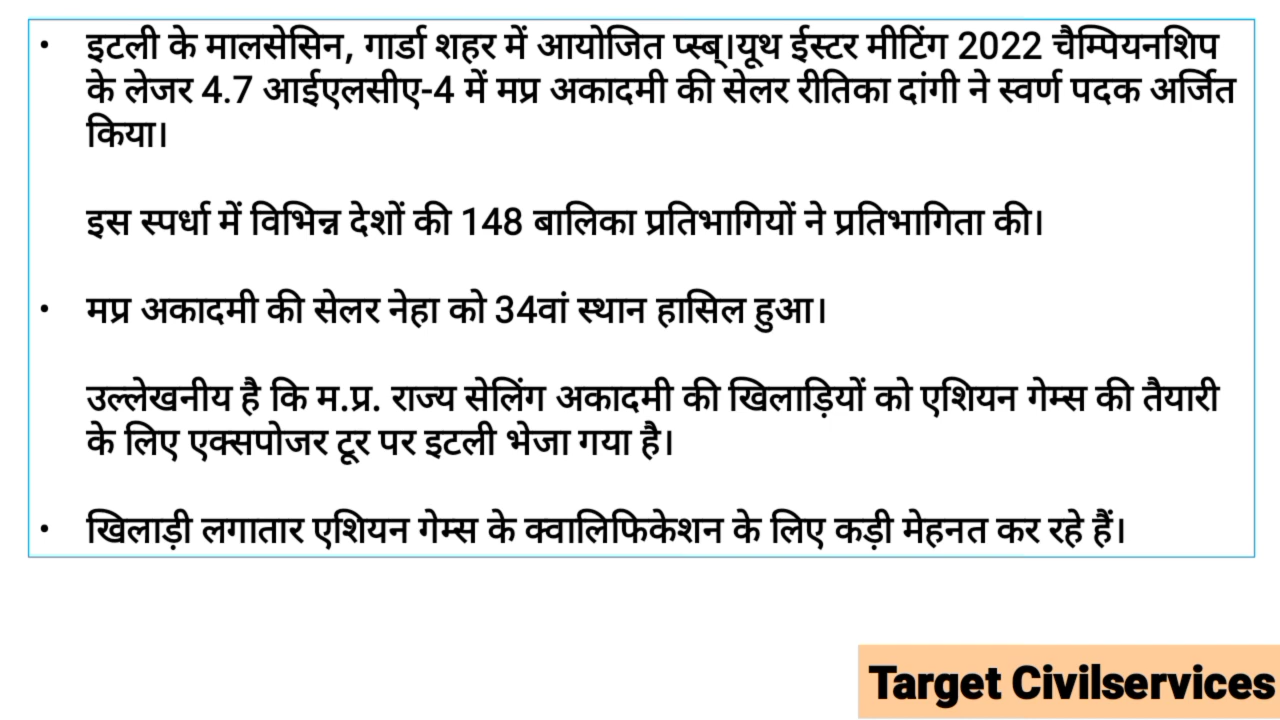 • इटली के मालसेसिन, गार्डा शहर में आयोजित प्स्ब्।यूथ ईस्टर मीटिंग 2022 चैम्पियनशिप
के लेजर 4.7 आईएलसीए-4 में मप्र अकादमी की सेलर रीतिका दांगी ने स्वर्ण पदक अर्जित
किया।
इस स्पर्धा में विभिन्न देशों की 148 बालिका प्रतिभागियों ने प्रतिभागिता की।
• मप्र अकादमी की सेलर नेहा को 34वां स्थान हासिल हुआ।
उल्लेखनीय है कि म.प्र. राज्य सेलिंग अकादमी की खिलाड़ियों को एशियन गेम्स की तैयारी
के लिए एक्सपोजर टूर पर इटली भेजा गया है।
• खिलाड़ी लगातार एशियन गेम्स के क्वालिफिकेशन के लिए कड़ी मेहनत कर रहे हैं।
Target Civilservices